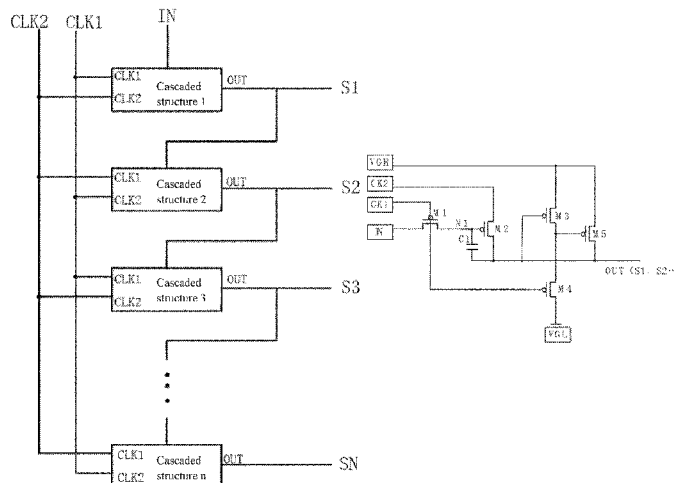 CLK2 CLK1 IN
CLK1
CLK2
Cascaded
structure 1
OUT
S1
CLK1
CLK2
Cascaded
structure 2
OUT
S2
CLK1
CLK2
Cascaded
structure 3
OUT
S3
CLK1
CLK2
Cascaded
structure n
OUT
SN
VGH
CK2
CK1
IN
M1
N1
C1
M2
M3
M5
M4
OUT (S1, S2
VGL